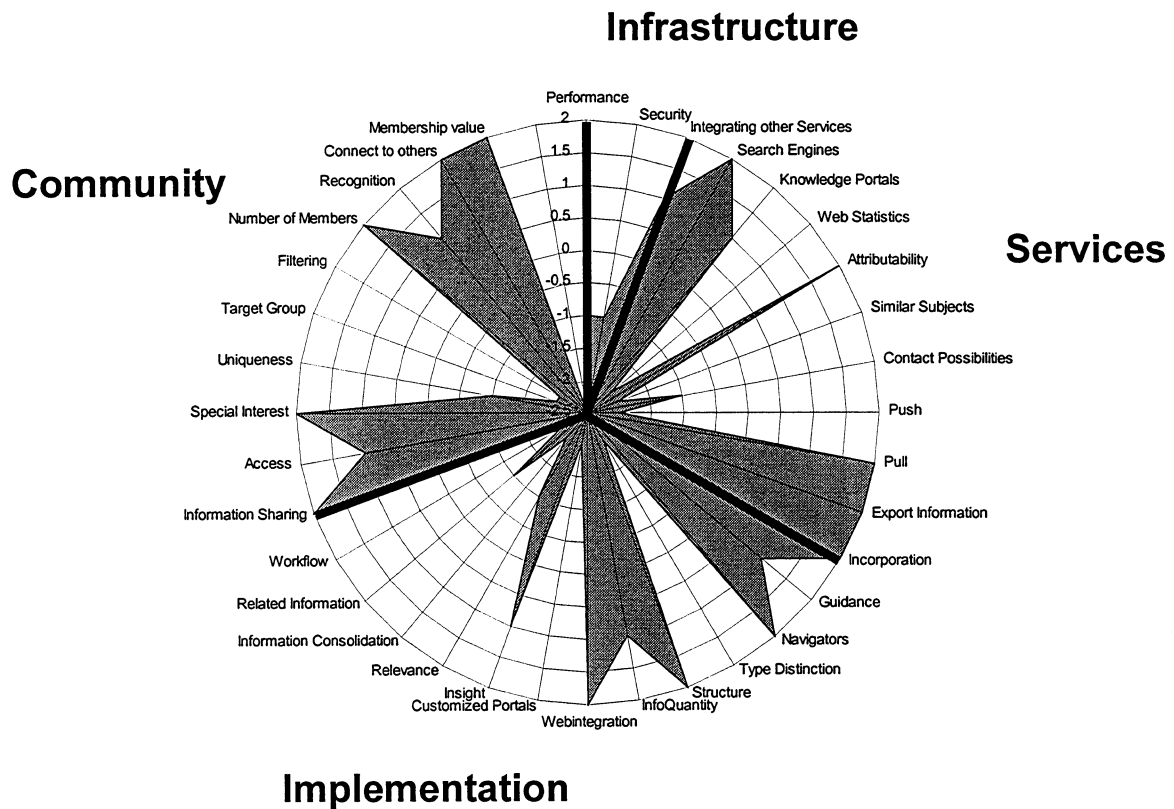 Infrastructure
Performance
Security
Integrating other Services
Search Engines
Knowledge Portals
Web Statistics
Attributability
Similar Subjects
Contact Possibilities
Push
Pull
Export Information
Incorporation
Guidance
Navigators
Type Distinction
Structure
InfoQuantity
Webintegration
Customized Portals
Insight
Relevance
Information Consolidation
Related Information
Workflow
Information Sharing
Access
Special Interest
Uniqueness
Target Group
Filtering
Number of Members
Recognition
Connect to others
Membership value
2
1.5
1
0.5
0
-0.5
-1
Community
Services
Implementation